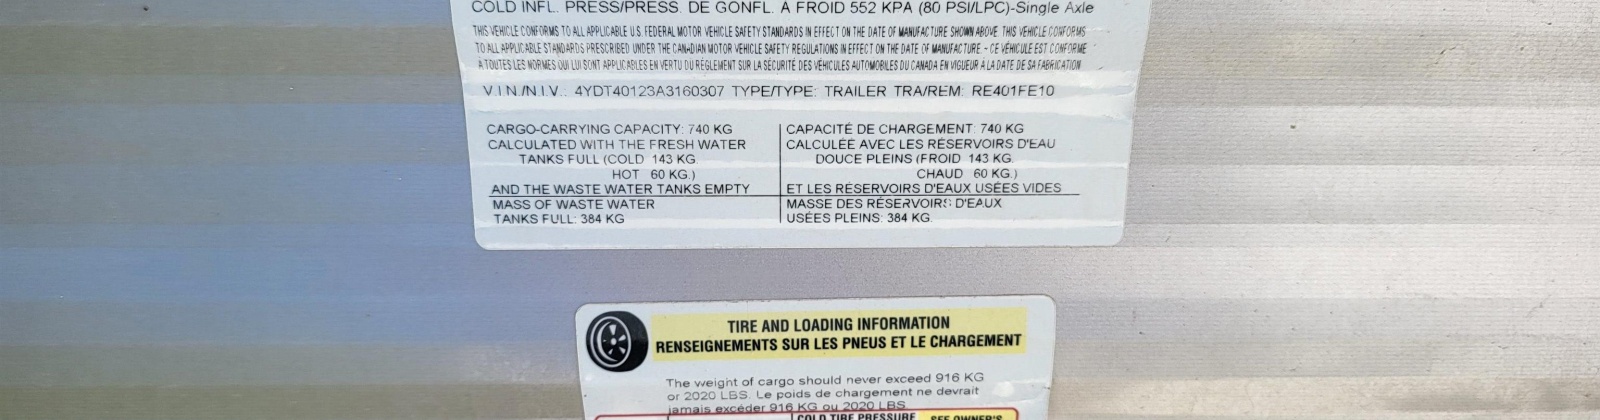 COLD INFL. PRESS/PRESS. DE GONFL. A FROID 552 KPA (80 PSI/LPC)-Single Axle
THIS VEHICLE CONFORMS TO ALL APPLICABLE U.S. FEDERAL MOTOR VEHICLE SAFETY STANDARDS IN EFFECT ON THE DATE OF MANUFACTURE SHOWN ABOVE. THIS VEHICLE CONFORMS
TO ALL APPLICABLE STANDARDS PRESCRIBED UNDER THE CANADIAN MOTOR VEHICLE SAFETY REGULATIONS IN EFFECT ON THE DATE OF MANUFACTURE - CE VÉHICULE EST CONFORME
À TOUTES LES NORMES QUI LUI SONT APPLICABLES EN VERTU DU RÈGLEMENT SUR LA SÉCURITÉ DES VÉHICULES AUTOMOBILES DU CANADA EN VIGUEUR À LA DATE DE SA FABRICATION
V.I.N./N.I.V.: 4YDT40123A3160307 TYPE/TYPE: TRAILER TRA/REM: RE401FE10
CARGO-CARRYING CAPACITY: 740 KG
CALCULATED WITH THE FRESH WATER
TANKS FULL (COLD 143 KG.
HOT 60 KG.)
AND THE WASTE WATER TANKS EMPTY
MASS OF WASTE WATER
TANKS FULL: 384 KG
CAPACITÉ DE CHARGEMENT: 740 KG
CALCULÉE AVEC LES RÉSERVOIRS D'EAU
DOUCE PLEINS (FROID 143 KG.
CHAUD 60 KG.)
ET LES RÉSERVOIRS D'EAUX USÉES VIDES
MASSE DES RÉSERVOIRS D'EAUX
USÉES PLEINS: 384 KG.
TIRE AND LOADING INFORMATION
RENSEIGNEMENTS SUR LES PNEUS ET LE CHARGEMENT
The weight of cargo should never exceed 916 KG
or 2020 LBS. Le poids de chargement ne devrait
jamais excéder 916 KG ou 2020 LBS
COLD TIRE PRESSURE
SEE OWNER'S